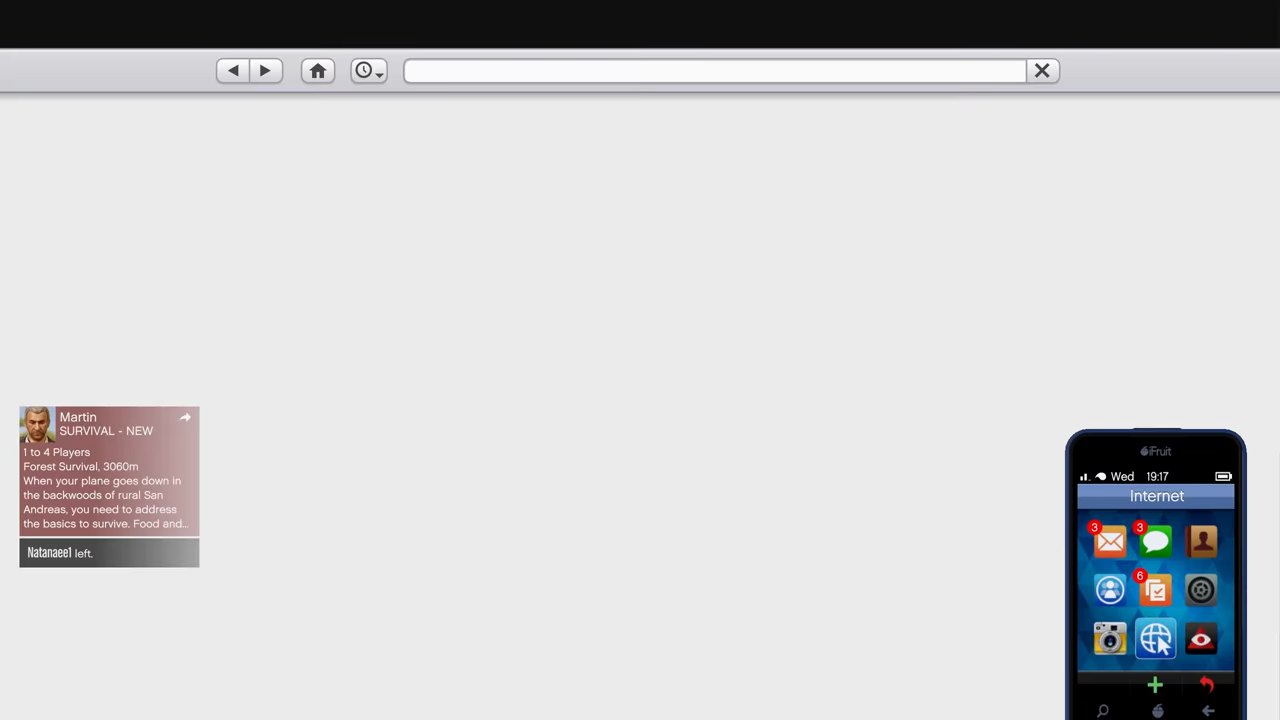 Martin
SURVIVAL - NEW
1 to 4 Players
Forest Survival, 3060m
When your plane goes down in
the backwoods of rural San
Andreas, you need to address
the basics to survive. Food and...
Natanaee1 left.
iFruit
Wed 19:17
Internet
3
3
6